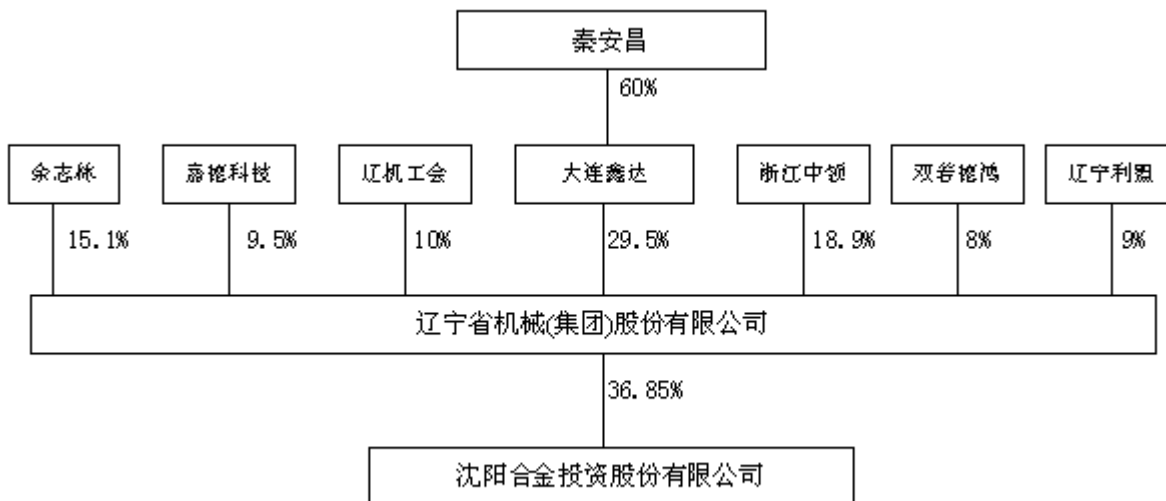 秦安昌
60%
余志林 嘉德科技 辽机工会 大连鑫达 浙江中领 双谷德鸿 辽宁利盟
15.1% 9.5% 10% 29.5% 18.9% 8% 9%
辽宁省机械(集团)股份有限公司
36.85%
沈阳合金投资股份有限公司